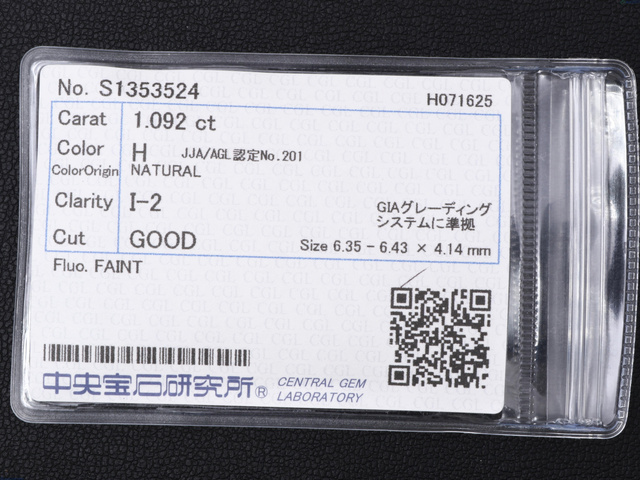 No. S1353524
H071625
Carat 1.092 ct
Color H JJA/AGL認定No.201
ColorOrigin NATURAL
Clarity I-2
GIAグレーディング
システムに準拠
Cut GOOD Size 6.35 - 6.43 × 4.14 mm
Fluo. FAINT
中央宝石研究所® CENTRAL GEM
LABORATORY